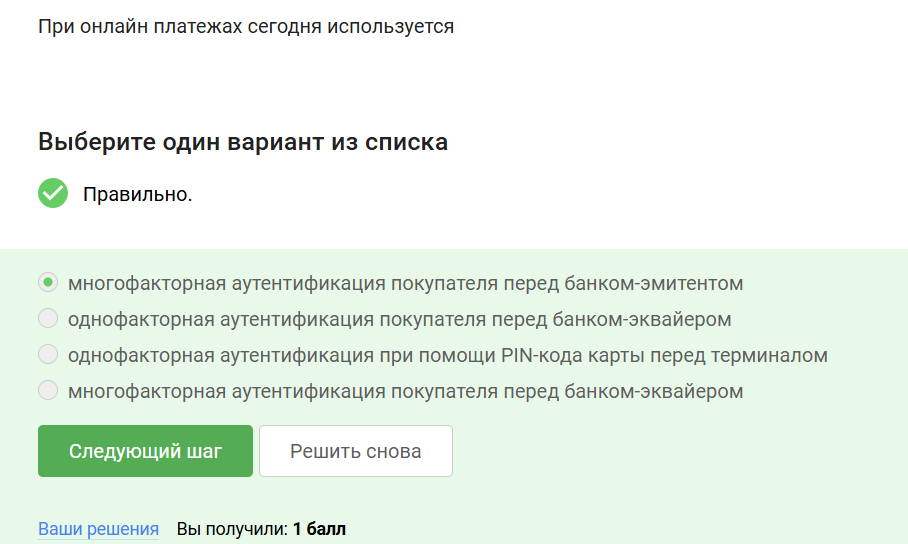 При онлайн платежах сегодня используется
Выберите один вариант из списка
Правильно.
многофакторная аутентификация покупателя перед банком-эмитентом
однофакторная аутентификация покупателя перед банком-эквайером
однофакторная аутентификация при помощи PIN-кода карты перед терминалом
многофакторная аутентификация покупателя перед банком-эквайером
Следующий шаг Решить снова
Ваши решения Вы получили: 1 балл